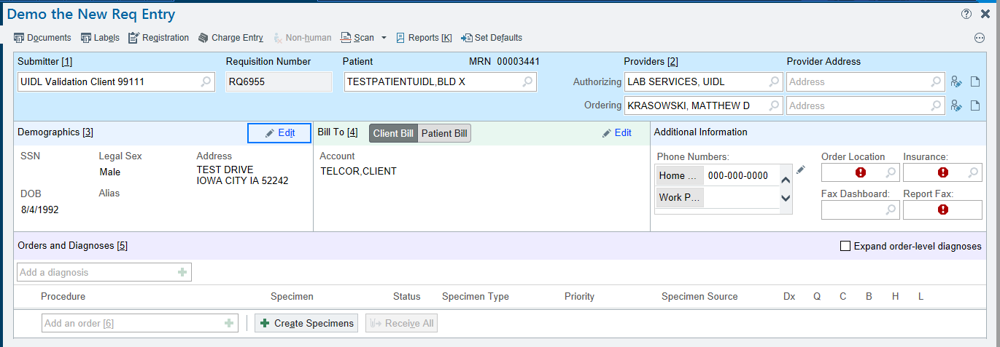 Demo the New Req Entry
Documents Labels Registration Charge Entry Non-human Scan Reports [K] Set Defaults
Submitter [1] Requisition Number Patient MRN 00003441 Providers [2] Provider Address
UIDL Validation Client 99111 RQ6955 TESTPATIENTUIDL,BLD X Authorizing LAB SERVICES, UIDL Address
Ordering KRASOWSKI, MATTHEW D Address
Demographics [3] Edit Bill To [4] Client Bill Patient Bill Edit Additional Information
SSN Legal Sex Address Account Phone Numbers: Order Location Insurance:
Male TEST DRIVE TELCOR,CLIENT Home ... 000-000-0000
IOWA CITY IA 52242
DOB Alias Work P... Fax Dashboard: Report Fax:
8/4/1992
Orders and Diagnoses [5] Expand order-level diagnoses
Add a diagnosis
Procedure Specimen Status Specimen Type Priority Specimen Source Dx Q C B H L
Add an order [6] Create Specimens Receive All